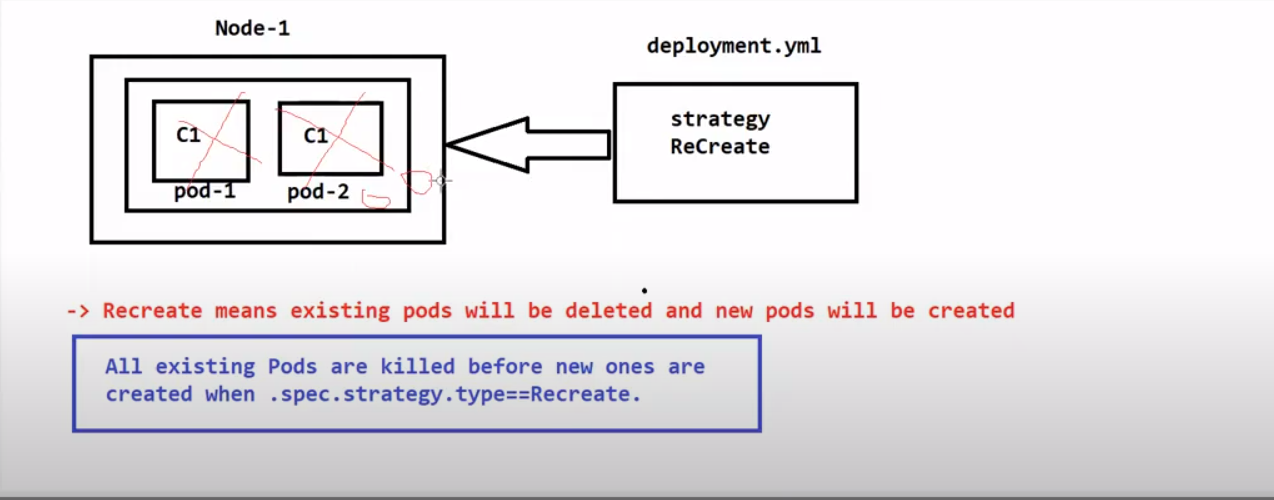 Node-1
deployment.yml
C1
C1
pod-1
pod-2
strategy
ReCreate
-> Recreate means existing pods will be deleted and new pods will be created
All existing Pods are killed before new ones are
created when .spec.strategy.type==Recreate.